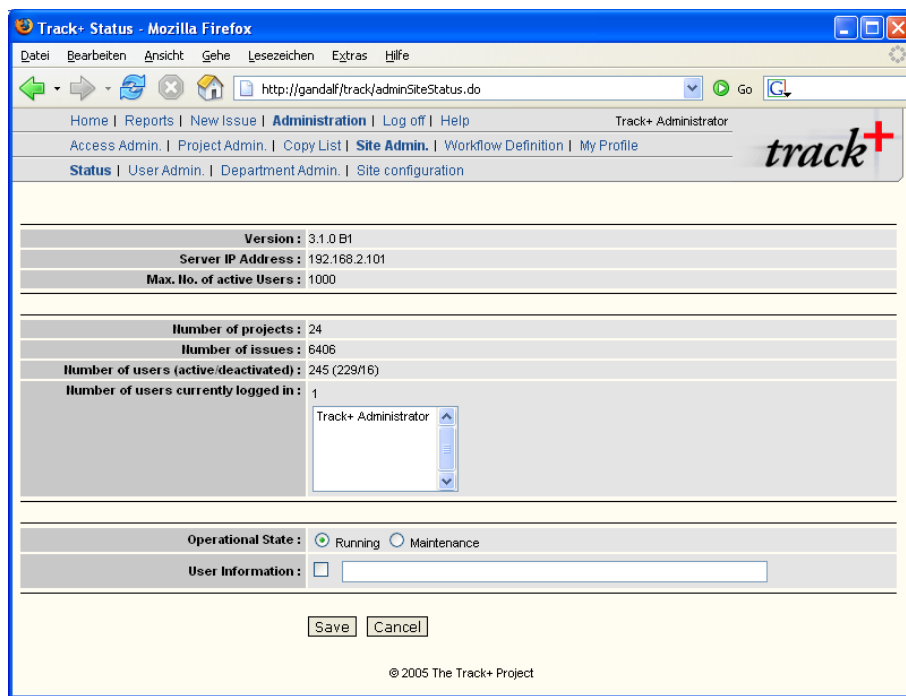 Track+ Status - Mozilla Firefox
Datei Bearbeiten Ansicht Gehe Lesezeichen Extras Hilfe
http://gandalf/track/adminSiteStatus.do Go G
Home | Reports | New Issue | Administration | Log off | Help Track+ Administrator
Access Admin. | Project Admin. | Copy List | Site Admin. | Workflow Definition | My Profile
track+
Status | User Admin. | Department Admin. | Site configuration
Version : 3.1.0 B1
Server IP Address : 192.168.2.101
Max. No. of active Users : 1000
Number of projects : 24
Number of issues : 6406
Number of users (active/deactivated) : 245 (229/16)
Number of users currently logged in : 1
Track+ Administrator
Operational State : Running Maintenance
User Information :
Save Cancel
© 2005 The Track+ Project